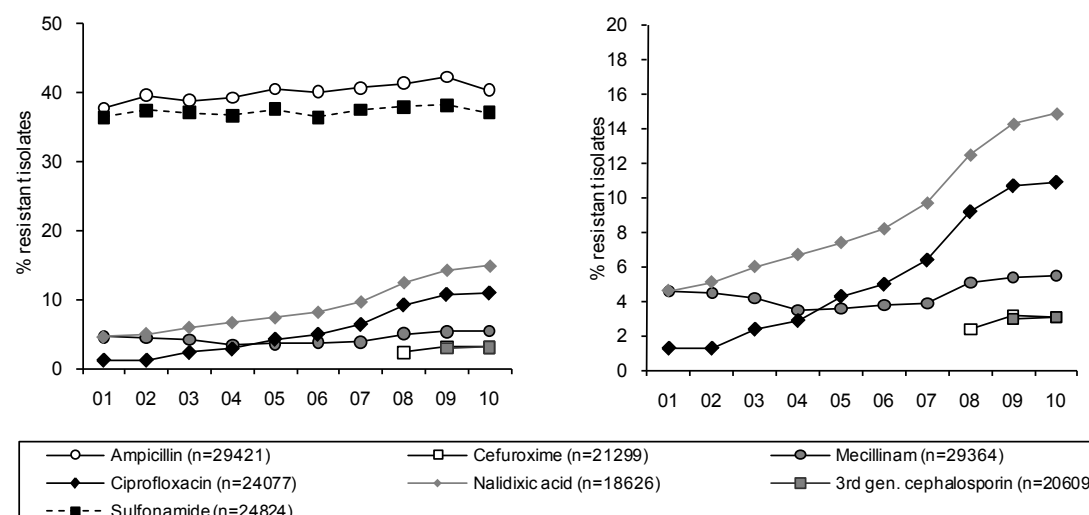 50
40
30
20
10
0
% resistant isolates
01 02 03 04 05 06 07 08 09 10
20
18
16
14
12
10
8
6
4
2
0
% resistant isolates
01 02 03 04 05 06 07 08 09 10
Ampicillin (n=29421) Cefuroxime (n=21299) Mecillinam (n=29364)
Ciprofloxacin (n=24077) Nalidixic acid (n=18626) 3rd gen. cephalosporin (n=20609
Sulfonamide (n=24824)